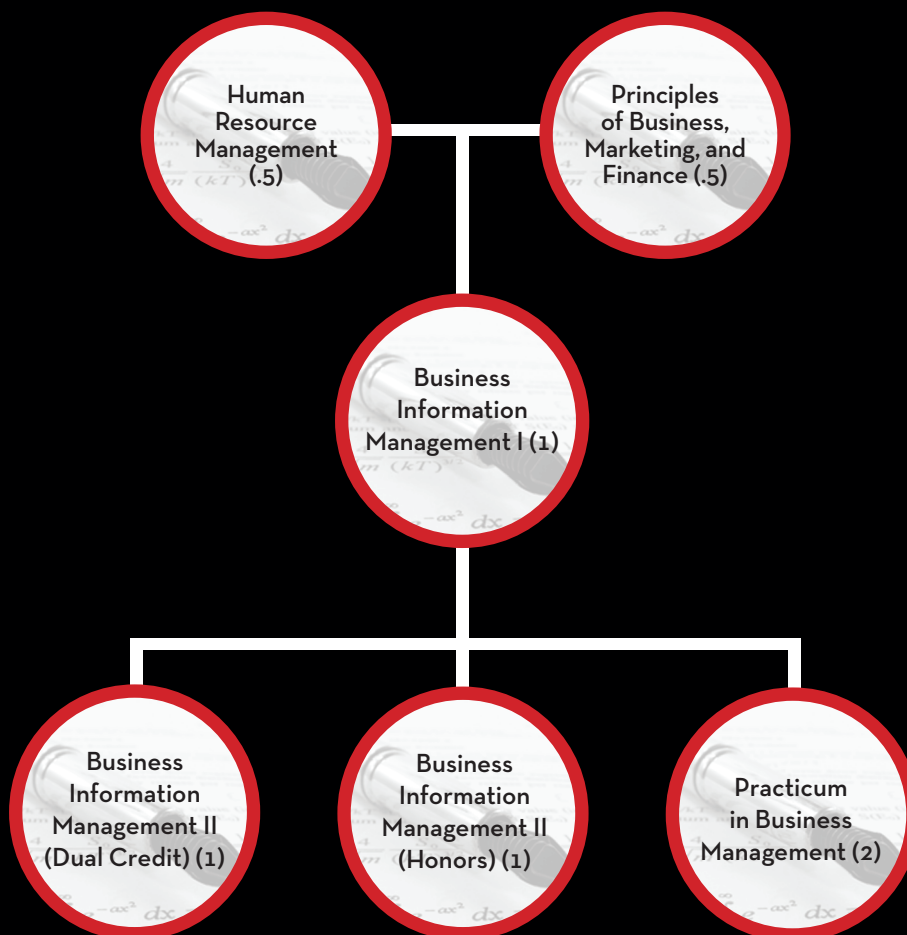 Human
Resource
Management
(.5)
Principles
of Business,
Marketing, and
Finance (.5)
Business
Information
Management I (1)
Business
Information
Management II
(Dual Credit) (1)
Business
Information
Management II
(Honors) (1)
Practicum
in Business
Management (2)